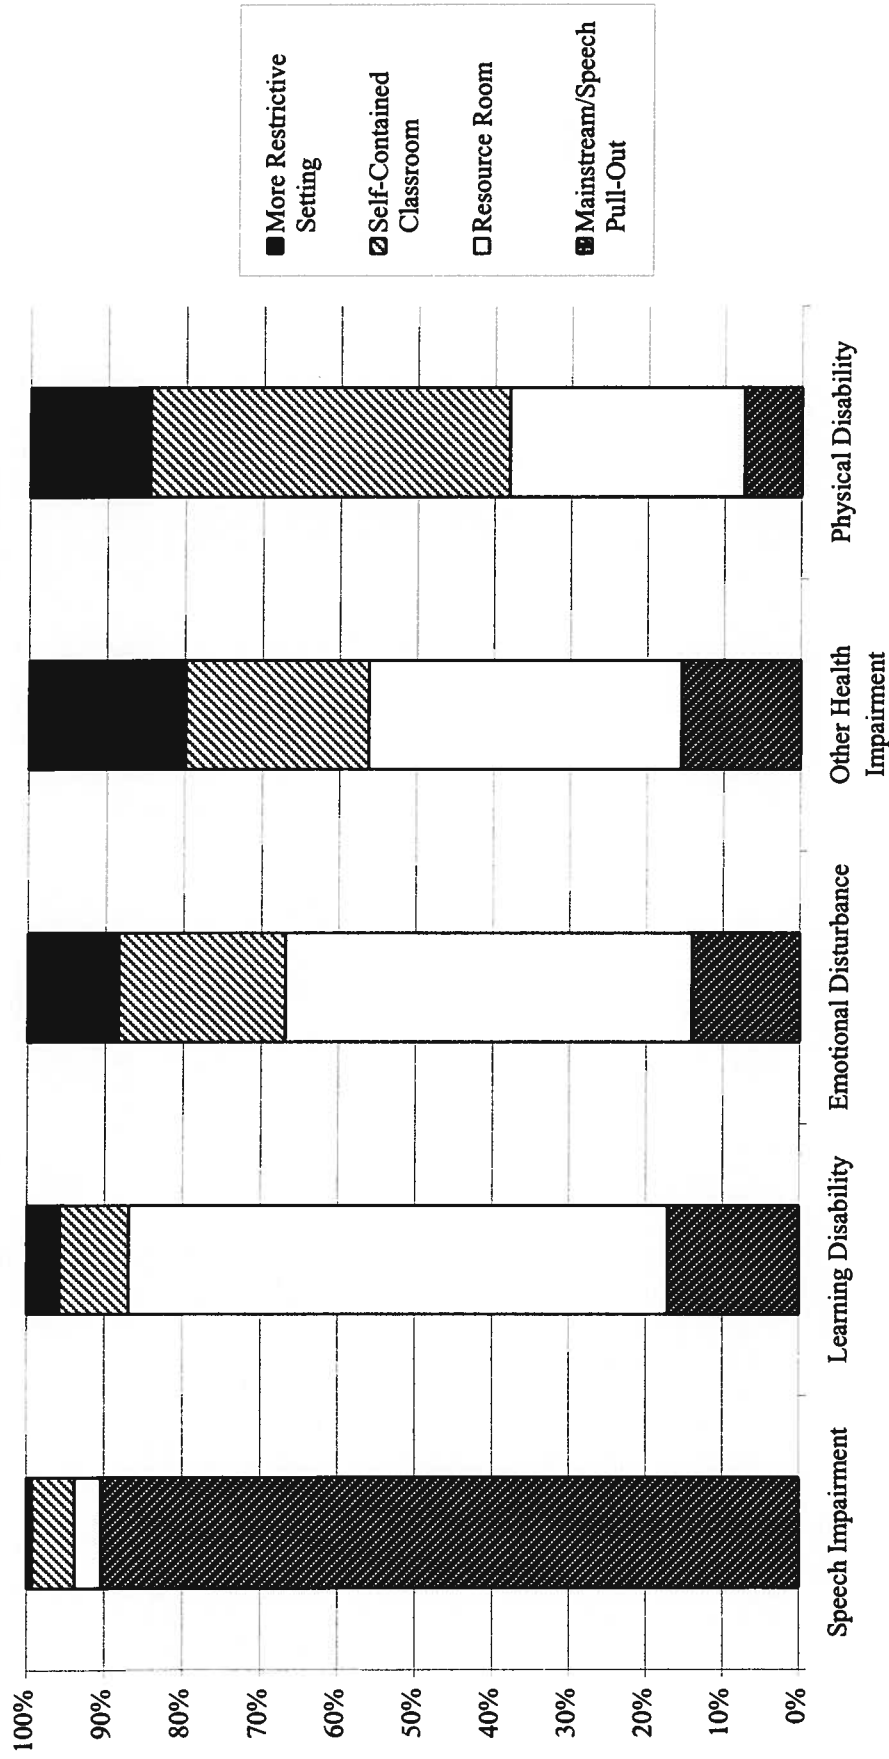 100%
90%
80%
70%
60%
50%
40%
30%
20%
10%
0%
Speech Impairment
Learning Disability
Emotional Disturbance
Other Health
Impairment
Physical Disability
More Restrictive
Setting
Self-Contained
Classroom
Resource Room
Mainstream/Speech
Pull-Out